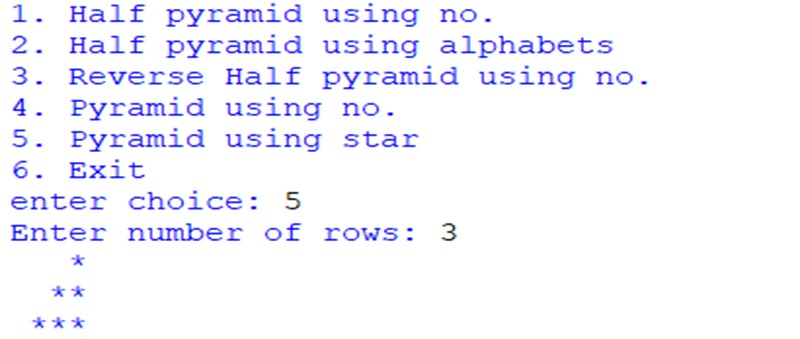 1. Half pyramid using no.
2. Half pyramid using alphabets
3. Reverse Half pyramid using no.
4. Pyramid using no.
5. Pyramid using star
6. Exit
enter choice: 5
Enter number of rows: 3
   *
  **
 ***